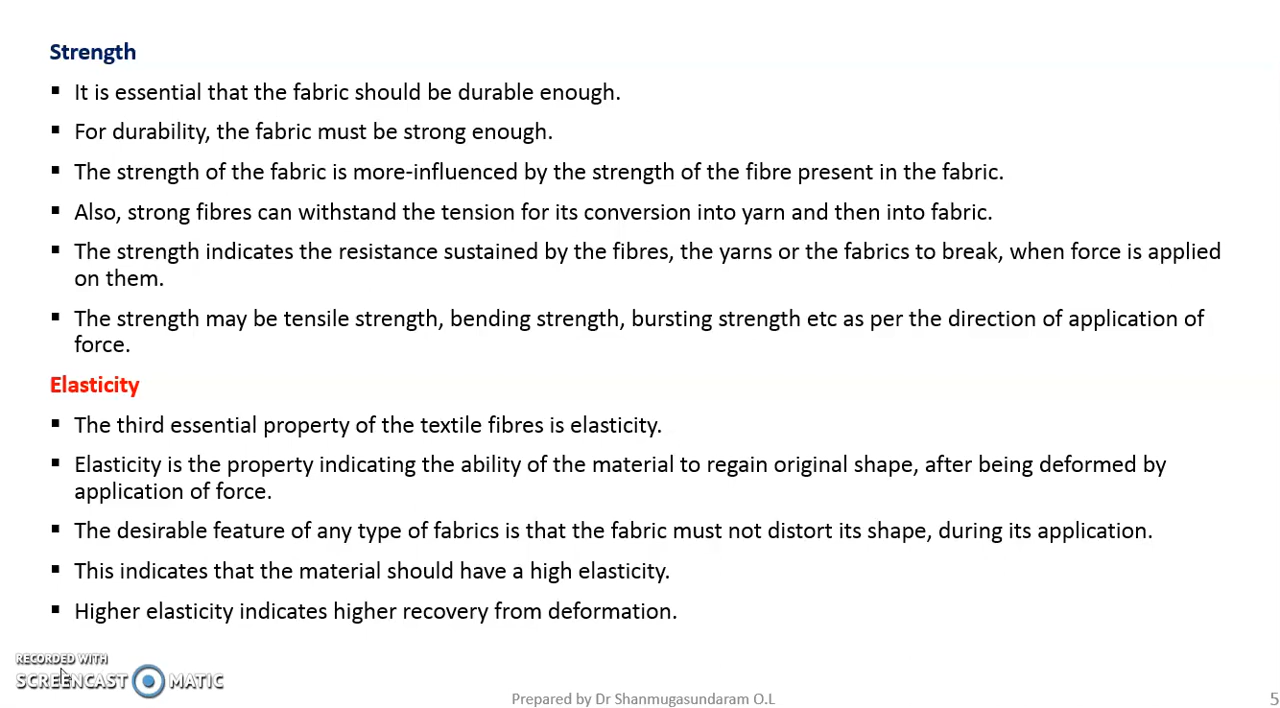 Strength
▪ It is essential that the fabric should be durable enough.
▪ For durability, the fabric must be strong enough.
▪ The strength of the fabric is more-influenced by the strength of the fibre present in the fabric.
▪ Also, strong fibres can withstand the tension for its conversion into yarn and then into fabric.
▪ The strength indicates the resistance sustained by the fibres, the yarns or the fabrics to break, when force is applied
on them.
▪ The strength may be tensile strength, bending strength, bursting strength etc as per the direction of application of
force.
Elasticity
▪ The third essential property of the textile fibres is elasticity.
▪ Elasticity is the property indicating the ability of the material to regain original shape, after being deformed by
application of force.
▪ The desirable feature of any type of fabrics is that the fabric must not distort its shape, during its application.
▪ This indicates that the material should have a high elasticity.
▪ Higher elasticity indicates higher recovery from deformation.
RECORDED WITH
SCREENCAST MATIC
Prepared by Dr Shanmugasundaram O.L
5